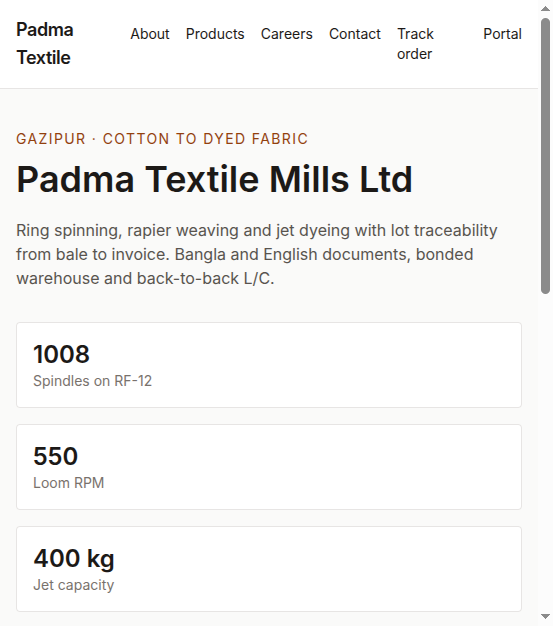 Padma Textile
About
Products
Careers
Contact
Track order
Portal
GAZIPUR · COTTON TO DYED FABRIC
Padma Textile Mills Ltd
Ring spinning, rapier weaving and jet dyeing with lot traceability
from bale to invoice. Bangla and English documents, bonded
warehouse and back-to-back L/C.
1008
Spindles on RF-12
550
Loom RPM
400 kg
Jet capacity